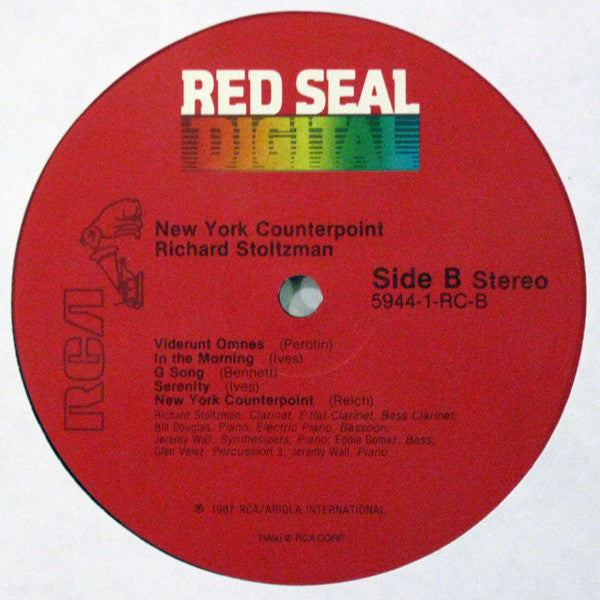 RED SEAL
DIGITAL
New York Counterpoint
Richard Stoltzman
Side B Stereo
5944-1-RC-B
RCA
Viderunt Omnes (Perotin)
In the Morning (Ives)
G Song (Bennett)
Serenity (Ives)
New York Counterpoint (Reich)
Richard Stoltzman, Clarinet, E-flat Clarinet, Bass Clarinet;
Bill Douglas, Piano, Electric Piano, Bassoon;
Jeremy Wall, Synthesizers, Piano; Eddie Gomez, Bass;
Glen Velez, Percussion 3; Jeremy Wall, Piano
℗ 1987 RCA/ARIOLA INTERNATIONAL
TM(s) ® RCA CORP.